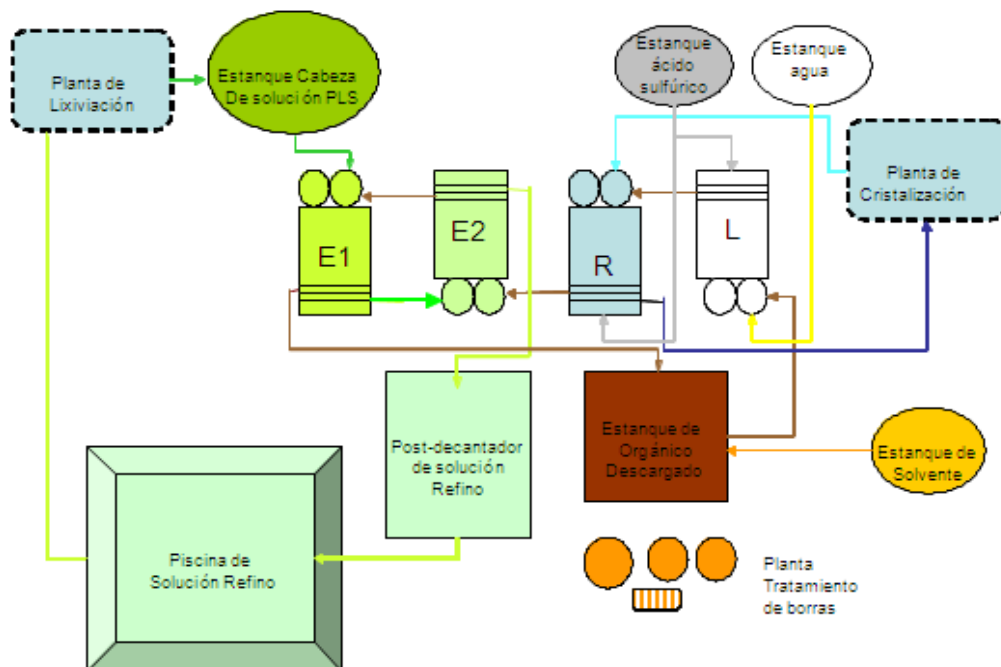 Planta de
Lixiviación
Estanque Cabeza
De solución PLS
Estanque
ácido
sulfúrico
Estanque
agua
Planta de
Cristalización
E1
E2
R
L
Post-decantador
de solución
Refino
Estanque de
Orgánico
Descargado
Estanque de
Solvente
Piscina de
Solución Refino
Planta
Tratamiento
de borras